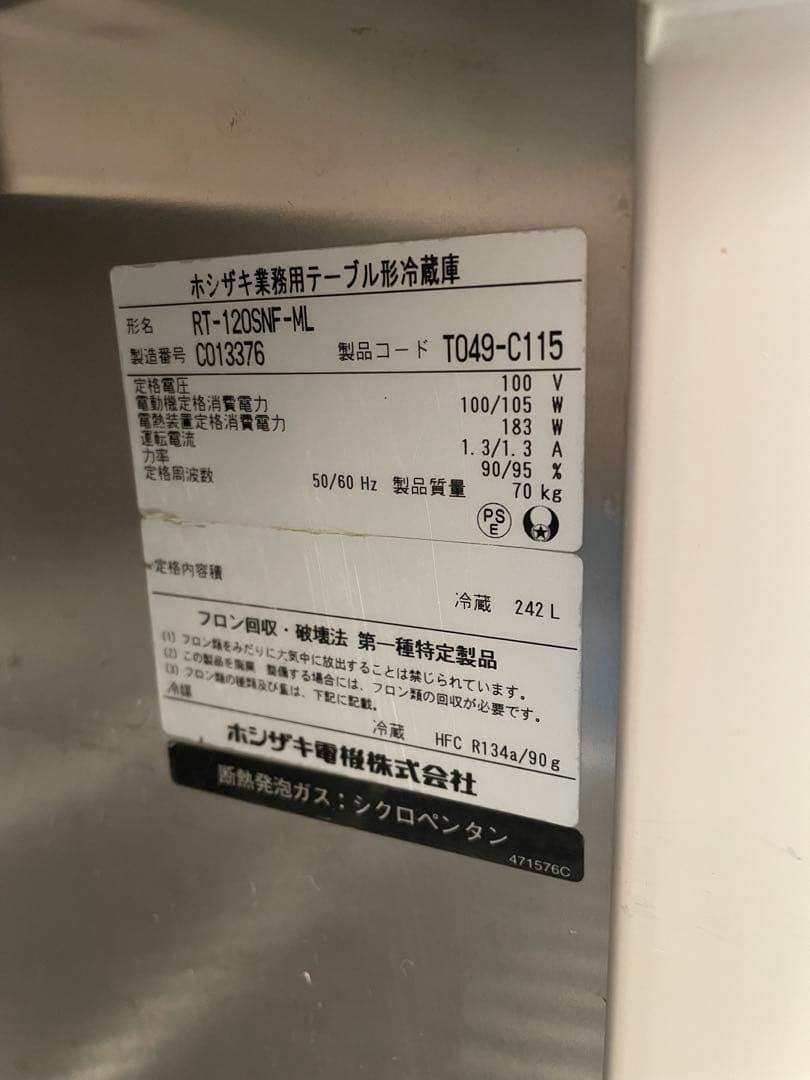 ホシザキ業務用テーブル形冷蔵庫
形名 RT-120SNF-ML
製造番号 C013376 製品コード T049-C115
定格電圧 100 V
電動機定格消費電力 100/105 W
電熱装置定格消費電力 183 W
運転電流 1.3/1.3 A
力率 90/95 %
定格周波数 50/60 Hz 製品質量 70 kg
PS
E
定格内容積 冷蔵 242 L
フロン回収・破壊法 第一種特定製品
(1) フロン類をみだりに大気中に放出することは禁じられています。
(2) この製品を廃棄 整備する場合には、フロン類の回収が必要です。
(3) フロン類の種類及び量は、下記に記載。
冷媒 冷蔵 HFC R134a/90g
ホシザキ電機株式会社
断熱発泡ガス:シクロペンタン
471576C